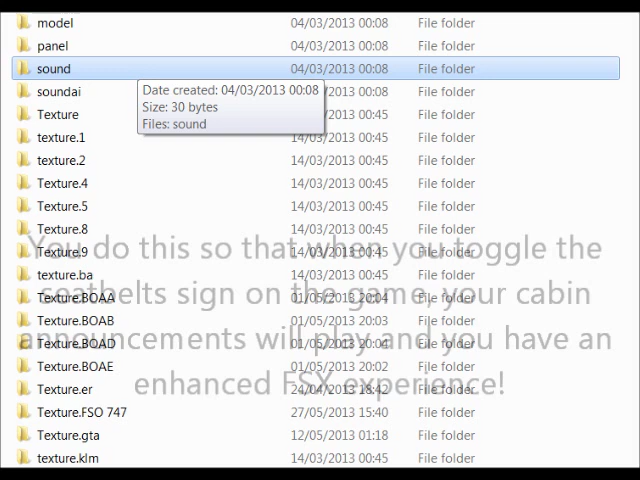 model 04/03/2013 00:08 File folder
panel 04/03/2013 00:08 File folder
sound 04/03/2013 00:08 File folder
soundai 04/03/2013 00:08 File folder
Date created: 04/03/2013 00:08
Size: 30 bytes
Files: sound
Texture 14/03/2013 00:45 File folder
texture.1 14/03/2013 00:45 File folder
texture.2 14/03/2013 00:45 File folder
Texture.4 14/03/2013 00:45 File folder
Texture.5 14/03/2013 00:45 File folder
Texture.8 14/03/2013 00:45 File folder
Texture.9 14/03/2013 00:45 File folder
texture.ba 14/03/2013 00:45 File folder
Texture.BOAA 01/05/2013 20:04 File folder
Texture.BOAB 01/05/2013 20:03 File folder
Texture.BOAD 01/05/2013 20:04 File folder
Texture.BOAE 01/05/2013 20:02 File folder
Texture.er 24/04/2013 18:42 File folder
Texture.FSO 747 27/05/2013 15:40 File folder
Texture.gta 12/05/2013 01:18 File folder
texture.klm 14/03/2013 00:45 File folder
You do this so that when you toggle the
seatbelts sign on the game, your cabin
announcements will play and you have an
enhanced FSX experience!